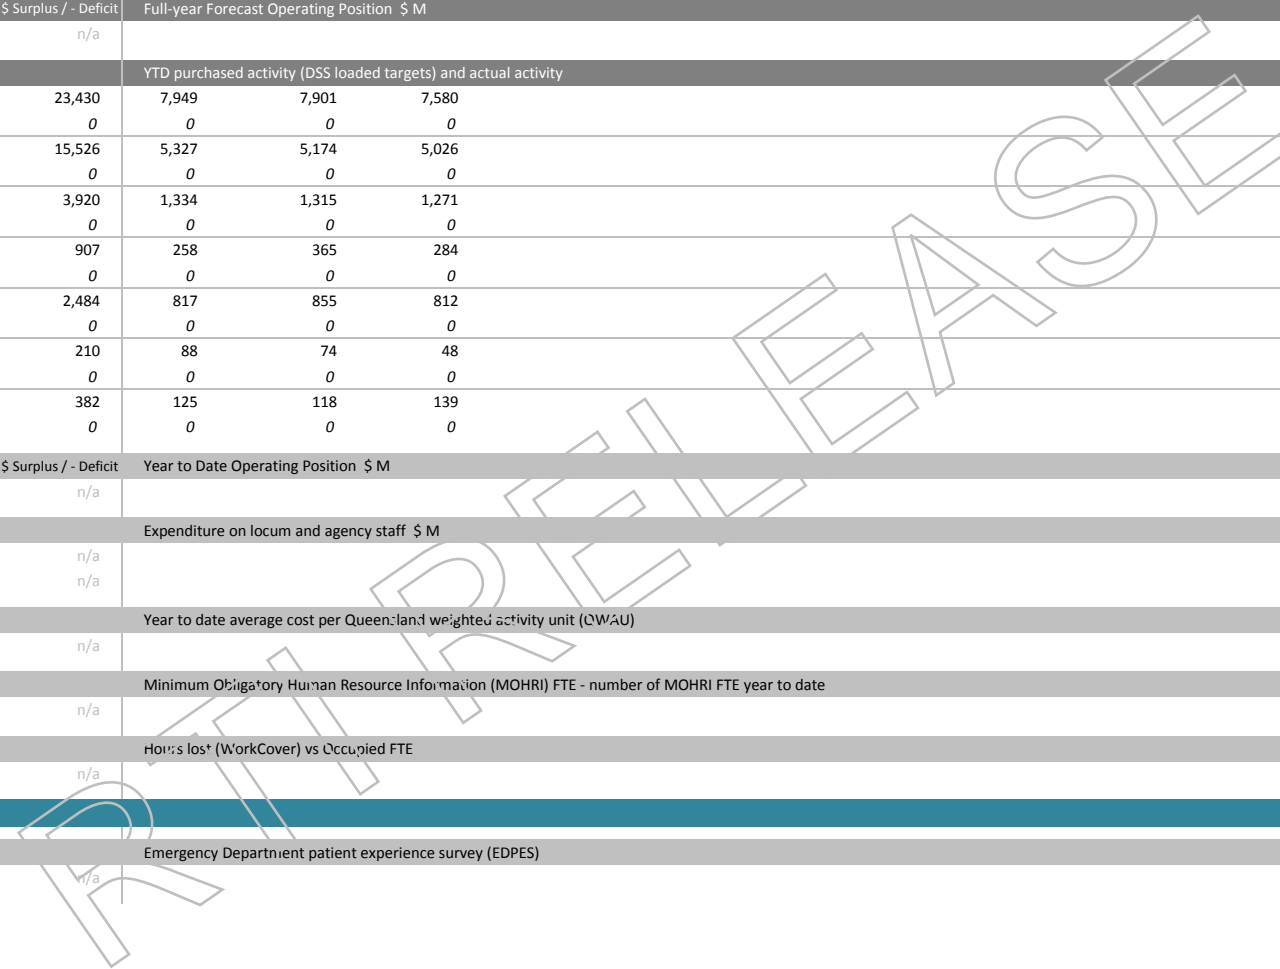 $ Surplus / - Deficit Full-year Forecast Operating Position $ M
n/a
YTD purchased activity (DSS loaded targets) and actual activity
23,430 7,949 7,901 7,580
0 0 0 0
15,526 5,327 5,174 5,026
0 0 0 0
3,920 1,334 1,315 1,271
0 0 0 0
907 258 365 284
0 0 0 0
2,484 817 855 812
0 0 0 0
210 88 74 48
0 0 0 0
382 125 118 139
0 0 0 0
$ Surplus / - Deficit Year to Date Operating Position $ M
n/a
Expenditure on locum and agency staff $ M
n/a
n/a
Year to date average cost per Queensland weighted activity unit (QWAU)
n/a
Minimum Obligatory Human Resource Information (MOHRI) FTE - number of MOHRI FTE year to date
n/a
Hours lost (WorkCover) vs Occupied FTE
n/a
Emergency Department patient experience survey (EDPES)
n/a
RTI RELEASE